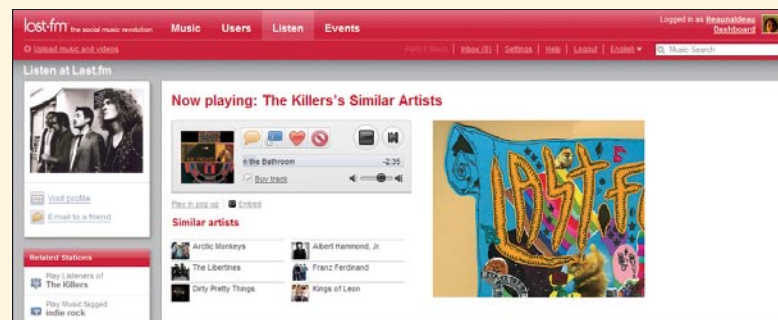 last·fm the social music revolution
Music Users Listen Events
Logged in as Reaunaldeau
Dashboard
Upload music and videos
Inbox (0) | Settings | Help | Logout | English
Music Search
Listen at Last.fm
Now playing: The Killers's Similar Artists
n the Bathroom -2:35
Buy track
Play in pop up | Embed
Visit profile
Email to a friend
Similar artists
Arctic Monkeys
Albert Hammond, Jr.
The Libertines
Franz Ferdinand
Dirty Pretty Things
Kings of Leon
Related Stations
Play Listeners of
The Killers
Play Music tagged
indie rock
LAST F